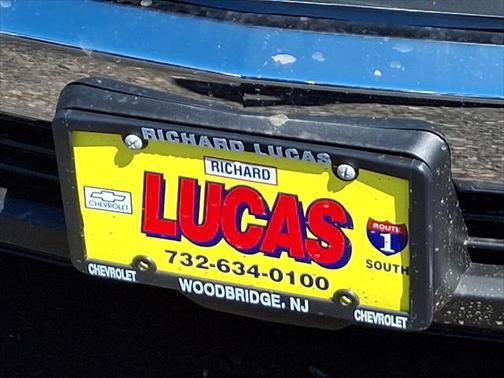 RICHARD LUCAS
RICHARD
CHEVROLET
LUCAS
ROUTE
1
SOUTH
732-634-0100
CHEVROLET
WOODBRIDGE, NJ
CHEVROLET